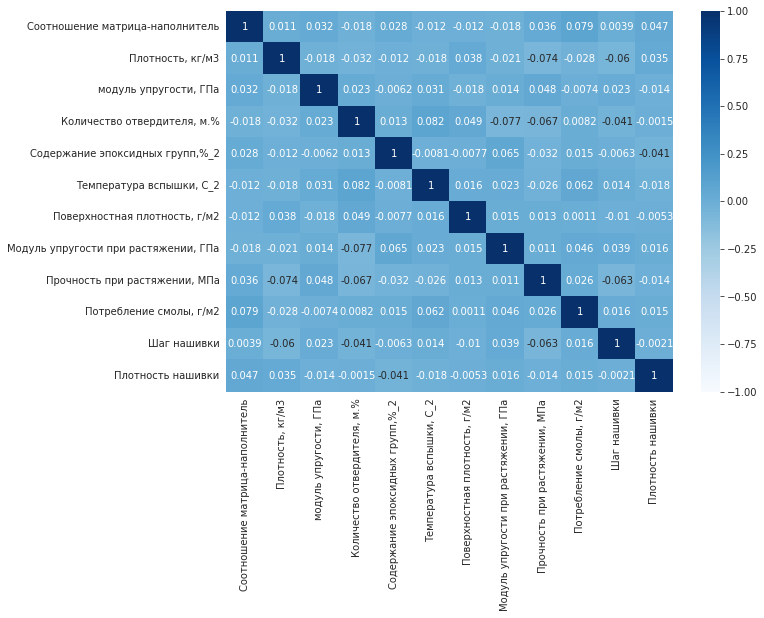 Соотношение матрица-наполнитель 1 0.011 0.032 -0.018 0.028 -0.012 -0.012 -0.018 0.036 0.079 0.0039 0.047
Плотность, кг/м3 0.011 1 -0.018 -0.032 -0.012 -0.018 0.038 -0.021 -0.074 -0.028 -0.06 0.035
модуль упругости, ГПа 0.032 -0.018 1 0.023 -0.0062 0.031 -0.018 0.014 0.048 -0.0074 0.023 -0.014
Количество отвердителя, м.% -0.018 -0.032 0.023 1 0.013 0.082 0.049 -0.077 -0.067 0.0082 -0.041 -0.0015
Содержание эпоксидных групп,%_2 0.028 -0.012 -0.0062 0.013 1 -0.0081 -0.0077 0.065 -0.032 0.015 -0.0063 -0.041
Температура вспышки, С_2 -0.012 -0.018 0.031 0.082 -0.0081 1 0.016 0.023 -0.026 0.062 0.014 -0.018
Поверхностная плотность, г/м2 -0.012 0.038 -0.018 0.049 -0.0077 0.016 1 0.015 0.013 0.0011 -0.01 -0.0053
Модуль упругости при растяжении, ГПа -0.018 -0.021 0.014 -0.077 0.065 0.023 0.015 1 0.011 0.046 0.039 0.016
Прочность при растяжении, МПа 0.036 -0.074 0.048 -0.067 -0.032 -0.026 0.013 0.011 1 0.026 -0.063 -0.014
Потребление смолы, г/м2 0.079 -0.028 -0.0074 0.0082 0.015 0.062 0.0011 0.046 0.026 1 0.016 0.015
Шаг нашивки 0.0039 -0.06 0.023 -0.041 -0.0063 0.014 -0.01 0.039 -0.063 0.016 1 -0.0021
Плотность нашивки 0.047 0.035 -0.014 -0.0015 -0.041 -0.018 -0.0053 0.016 -0.014 0.015 -0.0021 1
Соотношение матрица-наполнитель
Плотность, кг/м3
модуль упругости, ГПа
Количество отвердителя, м.%
Содержание эпоксидных групп,%_2
Температура вспышки, С_2
Поверхностная плотность, г/м2
Модуль упругости при растяжении, ГПа
Прочность при растяжении, МПа
Потребление смолы, г/м2
Шаг нашивки
Плотность нашивки
1.00
0.75
0.50
0.25
0.00
−0.25
−0.50
−0.75
−1.00